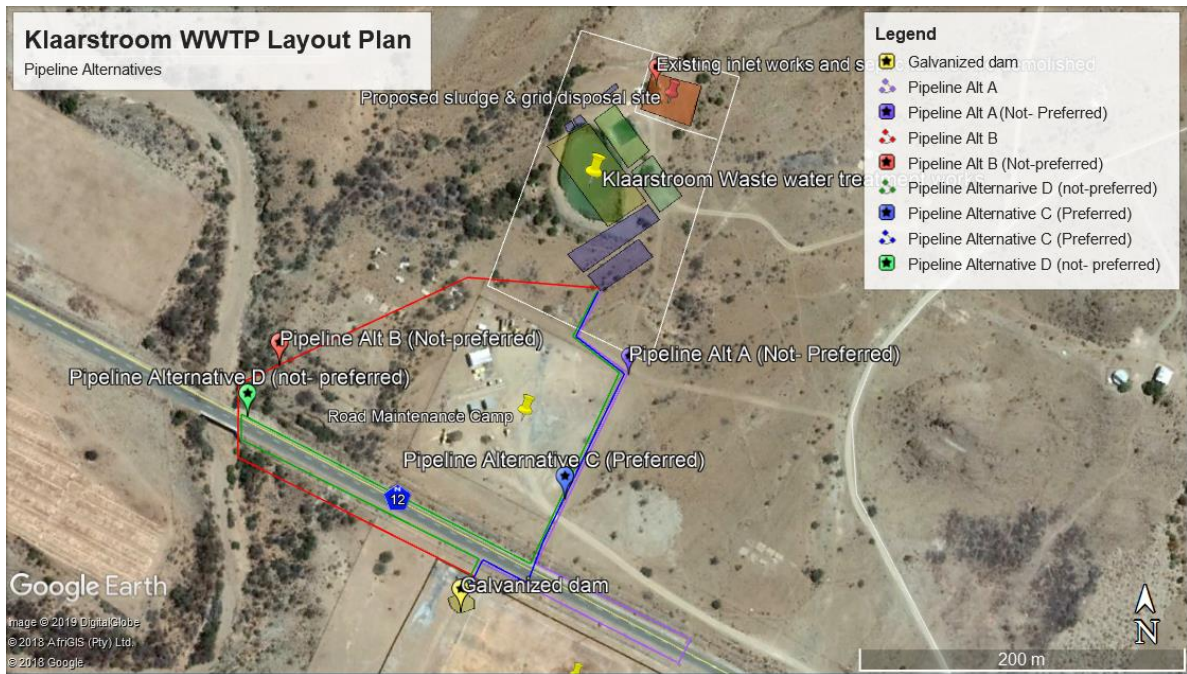 Klaarstroom WWTP Layout Plan
Pipeline Alternatives
Legend
Galvanized dam
Pipeline Alt A
Pipeline Alt A (Not- Preferred)
Pipeline Alt B
Pipeline Alt B (Not-preferred)
Pipeline Alternarive D (not-preferred)
Pipeline Alternative C (Preferred)
Pipeline Alternative C (Preferred)
Pipeline Alternative D (not- preferred)
Existing inlet works and se
molished
Proposed sludge & grid disposal site
Klaarstroom Waste water treatment works
Pipeline Alt B (Not-preferred)
Pipeline Alt A (Not- Preferred)
Pipeline Alternative D (not- preferred)
Road Maintenance Camp
Pipeline Alternative C (Preferred)
N
12
Galvanized dam
Google Earth
Image © 2019 DigitalGlobe
© 2018 AfriGIS (Pty) Ltd.
© 2018 Google
N
200 m